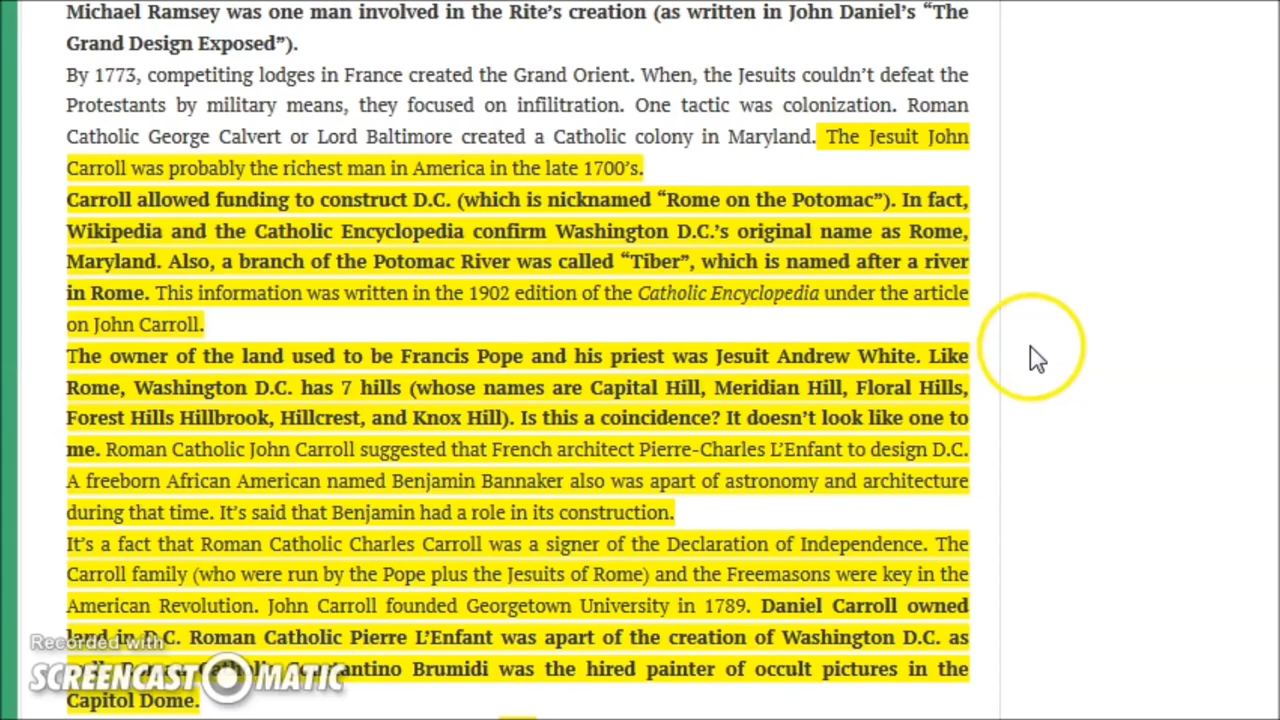 Michael Ramsey was one man involved in the Rite’s creation (as written in John Daniel’s “The
Grand Design Exposed”).
By 1773, competing lodges in France created the Grand Orient. When, the Jesuits couldn’t defeat the
Protestants by military means, they focused on infilitration. One tactic was colonization. Roman
Catholic George Calvert or Lord Baltimore created a Catholic colony in Maryland. The Jesuit John
Carroll was probably the richest man in America in the late 1700’s.
Carroll allowed funding to construct D.C. (which is nicknamed “Rome on the Potomac”). In fact,
Wikipedia and the Catholic Encyclopedia confirm Washington D.C.’s original name as Rome,
Maryland. Also, a branch of the Potomac River was called “Tiber”, which is named after a river
in Rome. This information was written in the 1902 edition of the Catholic Encyclopedia under the article
on John Carroll.
The owner of the land used to be Francis Pope and his priest was Jesuit Andrew White. Like
Rome, Washington D.C. has 7 hills (whose names are Capital Hill, Meridian Hill, Floral Hills,
Forest Hills Hillbrook, Hillcrest, and Knox Hill). Is this a coincidence? It doesn’t look like one to
me. Roman Catholic John Carroll suggested that French architect Pierre-Charles L’Enfant to design D.C.
A freeborn African American named Benjamin Bannaker also was apart of astronomy and architecture
during that time. It’s said that Benjamin had a role in its construction.
It’s a fact that Roman Catholic Charles Carroll was a signer of the Declaration of Independence. The
Carroll family (who were run by the Pope plus the Jesuits of Rome) and the Freemasons were key in the
American Revolution. John Carroll founded Georgetown University in 1789. Daniel Carroll owned
land in D.C. Roman Catholic Pierre L’Enfant was apart of the creation of Washington D.C. as
Brumidi was the hired painter of occult pictures in the
Capitol Dome.
Recorded with
SCREENCAST-O-MATIC